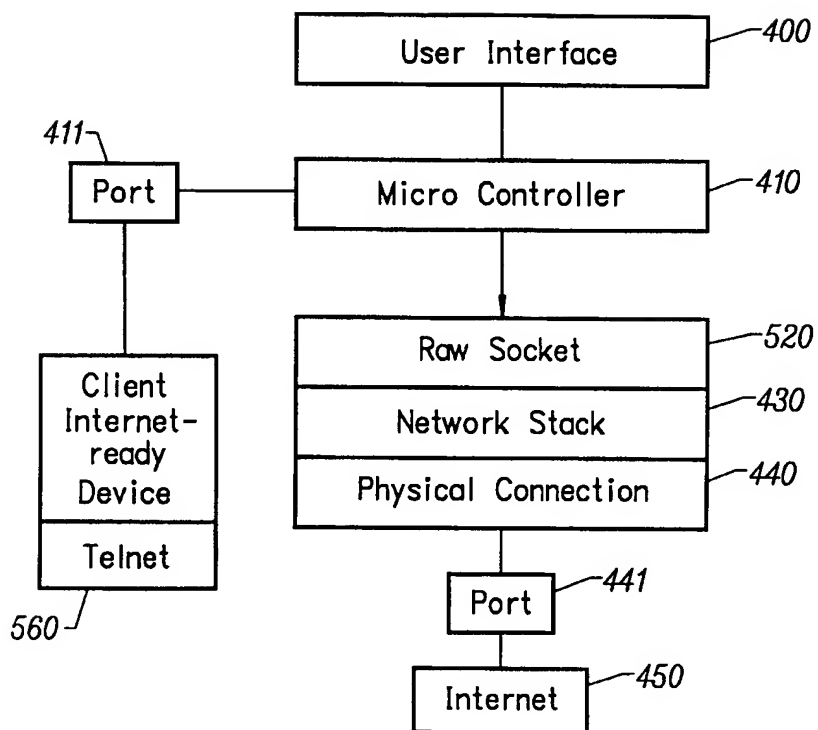 400
User Interface
411
Port
Micro Controller
410
Raw Socket
520
Client
Internet-
ready
Device
Network Stack
430
Physical Connection
440
Telnet
560
Port
441
Internet
450